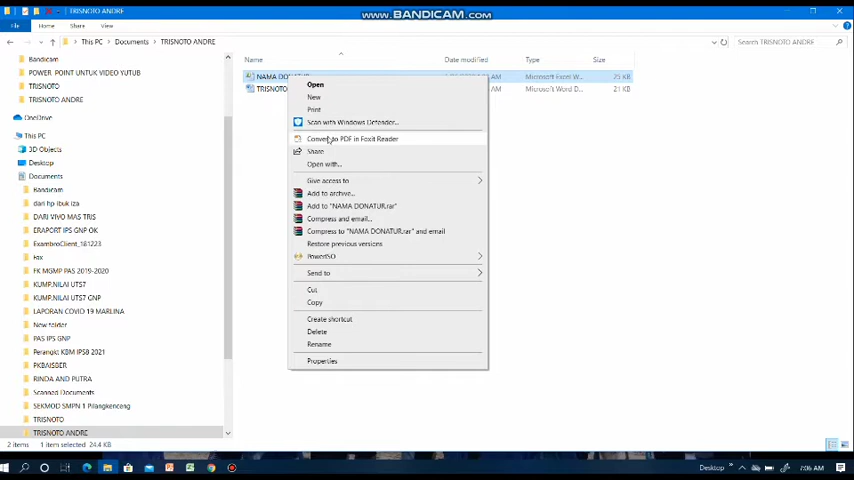 TRISNOTO ANDRE
WWW.BANDICAM.COM
File Home Share View
This PC > Documents > TRISNOTO ANDRE
Search TRISNOTO ANDRE
Name Date modified Type Size
Bandicam
POWER POINT UNTUK VIDEO YUTUB
TRISNOTO
TRISNOTO ANDRE
OneDrive
This PC
3D Objects
Desktop
Documents
Bandicam
dari hp ibuk iza
DARI VIVO MAS TRIS
ERAPORT IPS OK GNP
ExambroClient_181223
Fax
FK MGMP PAS 2019-2020
KUMP,NILAI UTS7
KUMP,NILAI UTS7 GNP
LAPORAN COVID 19 MARLINA
New folder
PAS IPS GNP
Perangkt KBM IPS8 2021
PKBAISBER
RINDA AND PUTRA
Scanned Documents
SEKMOD SMPN 1 Pilangkenceng
TRISNOTO
TRISNOTO ANDRE
NAMA DONATUR AM Microsoft Excel W... 25 KB
TRISNOTO AM Microsoft Word D... KB
Open
New
Print
Scan with Windows Defender...
Convert to PDF in Foxit Reader
Share
Open with...
Give access to
Add to archive...
Add to "NAMA DONATUR.rar"
Compress and email...
Compress to "NAMA DONATUR.rar" and email
Restore previous versions
PowerISO
Send to
Cut
Copy
Create shortcut
Delete
Rename
Properties
2 items 1 item selected 24.4 KB
Desktop 7:06 AM